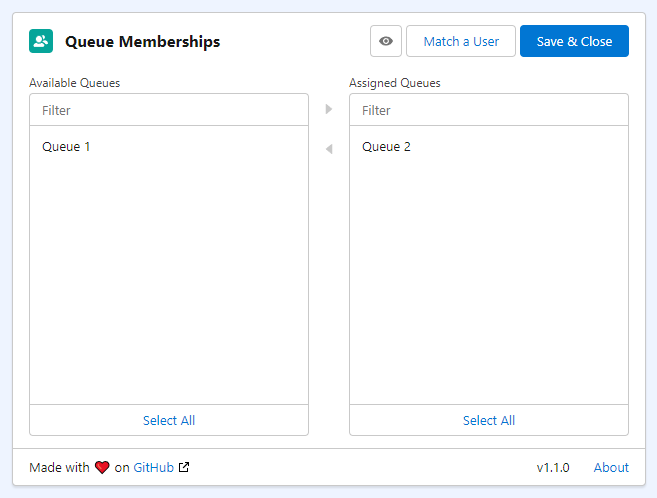 Queue Memberships
Match a User
Save & Close
Available Queues
Assigned Queues
Filter
Filter
Queue 1
Queue 2
Select All
Select All
Made with ❤ on GitHub
v1.1.0
About